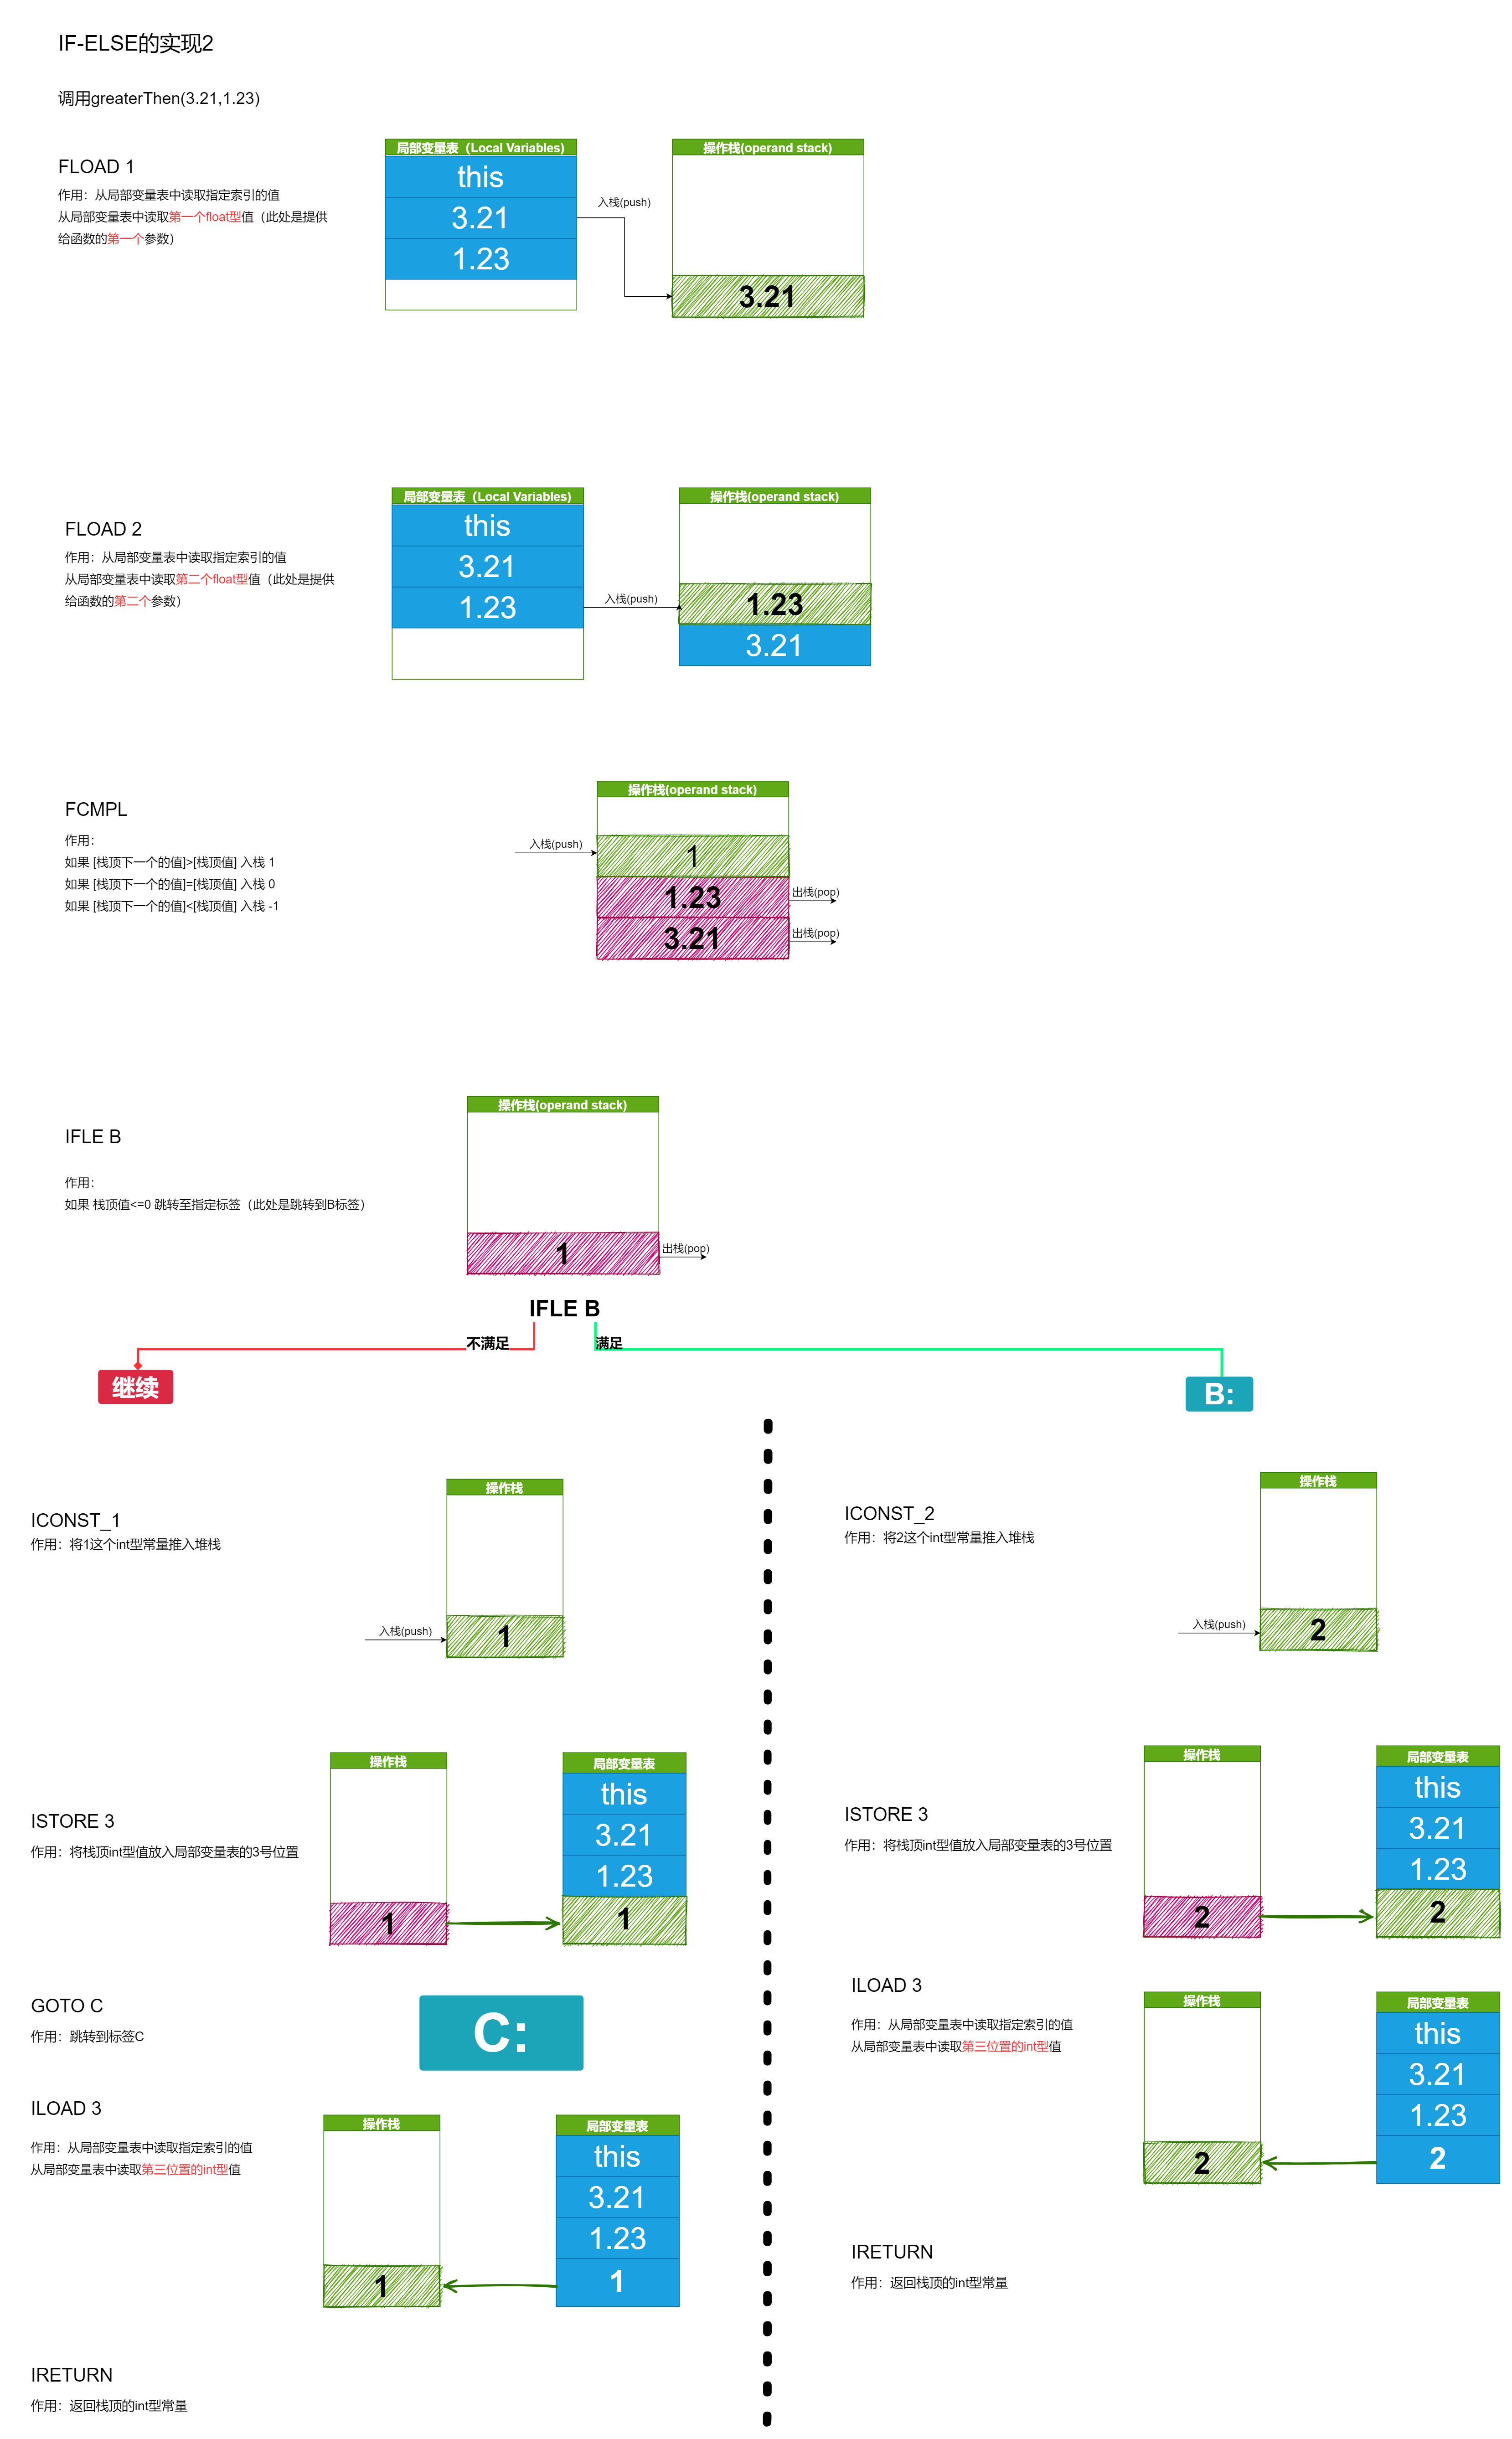 IF-ELSE的实现2
调用greaterThen(3.21,1.23)
FLOAD 1
作用：从局部变量表中读取指定索引的值
从局部变量表中读取第一个float型值（此处是提供
给函数的第一个参数）
局部变量表（Local Variables)
this
3.21
1.23
入栈(push)
操作栈(operand stack)
3.21
FLOAD 2
作用：从局部变量表中读取指定索引的值
从局部变量表中读取第二个float型值（此处是提供
给函数的第二个参数）
局部变量表（Local Variables)
this
3.21
1.23
入栈(push)
操作栈(operand stack)
1.23
3.21
FCMPL
作用：
如果 [栈顶下一个的值]>[栈顶值] 入栈 1
如果 [栈顶下一个的值]=[栈顶值] 入栈 0
如果 [栈顶下一个的值]<[栈顶值] 入栈 -1
操作栈(operand stack)
入栈(push)
1
1.23
出栈(pop)
3.21
出栈(pop)
IFLE B
作用：
如果 栈顶值<=0 跳转至指定标签（此处是跳转到B标签）
操作栈(operand stack)
1
出栈(pop)
IFLE B
不满足
满足
继续
B:
ICONST_1
作用：将1这个int型常量推入堆栈
操作栈
入栈(push)
1
ISTORE 3
作用：将栈顶int型值放入局部变量表的3号位置
操作栈
1
局部变量表
this
3.21
1.23
1
GOTO C
作用：跳转到标签C
C:
ILOAD 3
作用：从局部变量表中读取指定索引的值
从局部变量表中读取第三位置的int型值
操作栈
1
局部变量表
this
3.21
1.23
1
IRETURN
作用：返回栈顶的int型常量
ICONST_2
作用：将2这个int型常量推入堆栈
操作栈
入栈(push)
2
ISTORE 3
作用：将栈顶int型值放入局部变量表的3号位置
操作栈
2
局部变量表
this
3.21
1.23
2
ILOAD 3
作用：从局部变量表中读取指定索引的值
从局部变量表中读取第三位置的int型值
操作栈
2
局部变量表
this
3.21
1.23
2
IRETURN
作用：返回栈顶的int型常量